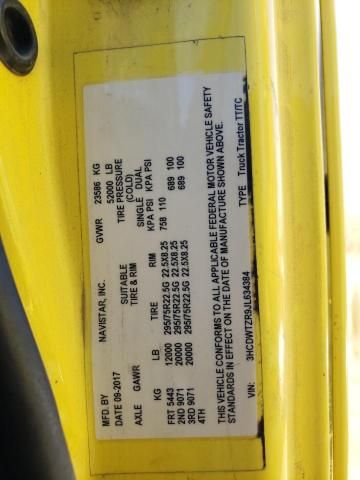 MFD.BY NAVISTAR, INC. GVWR 23586 KG
DATE 09-2017 52000 LB
SUITABLE TIRE PRESSURE
AXLE GAWR TIRE & RIM (COLD)
SINGLE DUAL
KG LB TIRE RIM KPA PSI KPA PSI
FRT 5443 12000 295/75R22.5G 22.5X8.25 758 110
2ND 9071 20000 295/75R22.5G 22.5X8.25 689 100
3RD 9071 20000 295/75R22.5G 22.5X8.25 689 100
4TH
THIS VEHICLE CONFORMS TO ALL APPLICABLE FEDERAL MOTOR VEHICLE SAFETY
STANDARDS IN EFFECT ON THE DATE OF MANUFACTURE SHOWN ABOVE.
VIN: 3HCDWTZR9JL634384 TYPE: Truck Tractor TT/TC